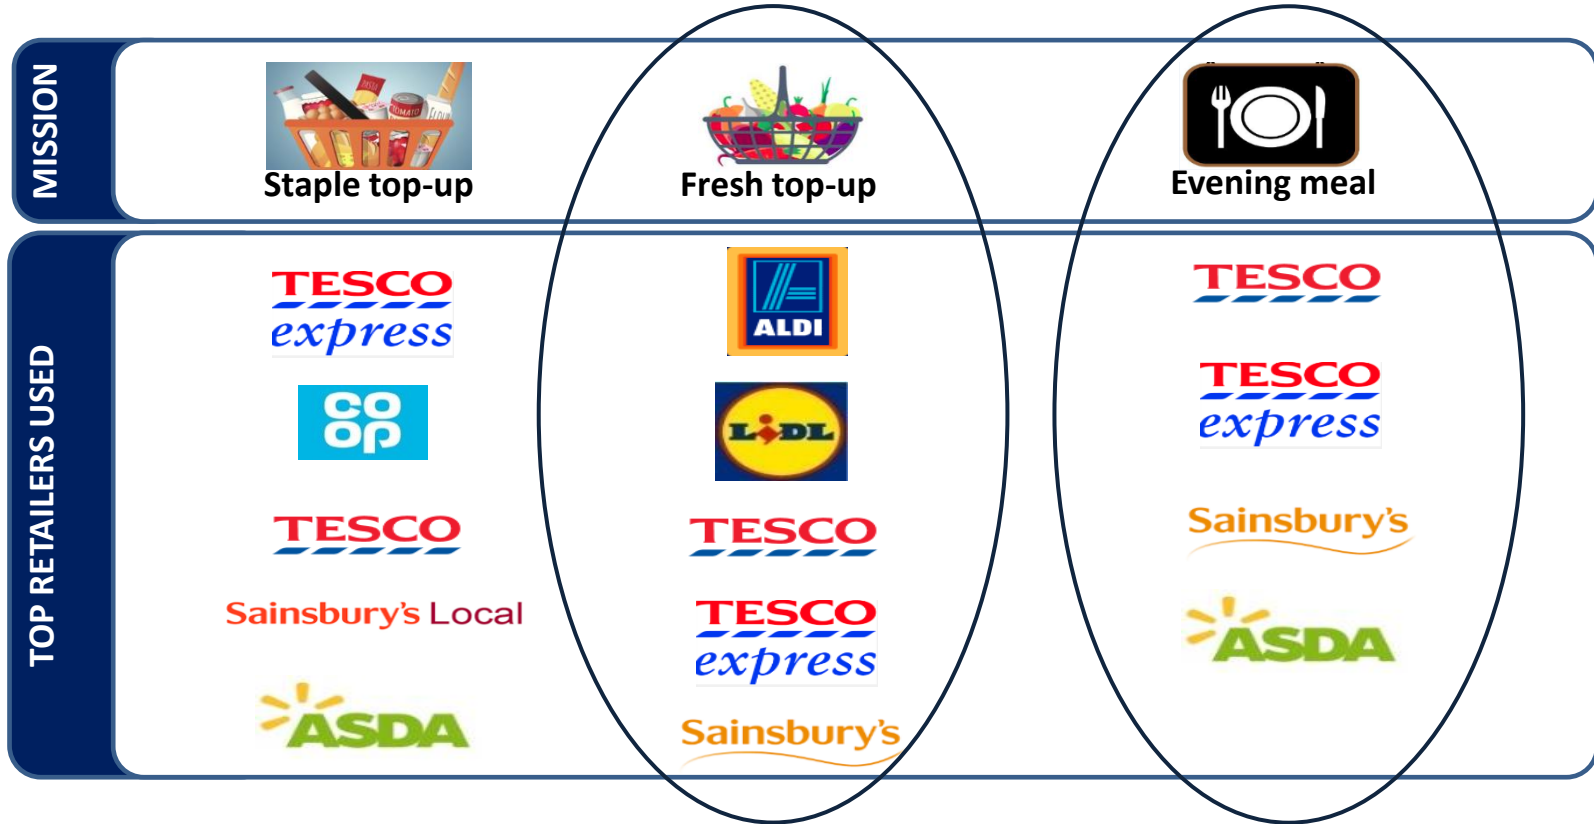 MISSION
Staple top-up
Fresh top-up
Evening meal
TOP RETAILERS USED
TESCO
express
CO
OP
TESCO
Sainsbury's Local
ASDA
ALDI
LIDL
TESCO
TESCO
express
Sainsbury's
TESCO
TESCO
express
Sainsbury's
ASDA